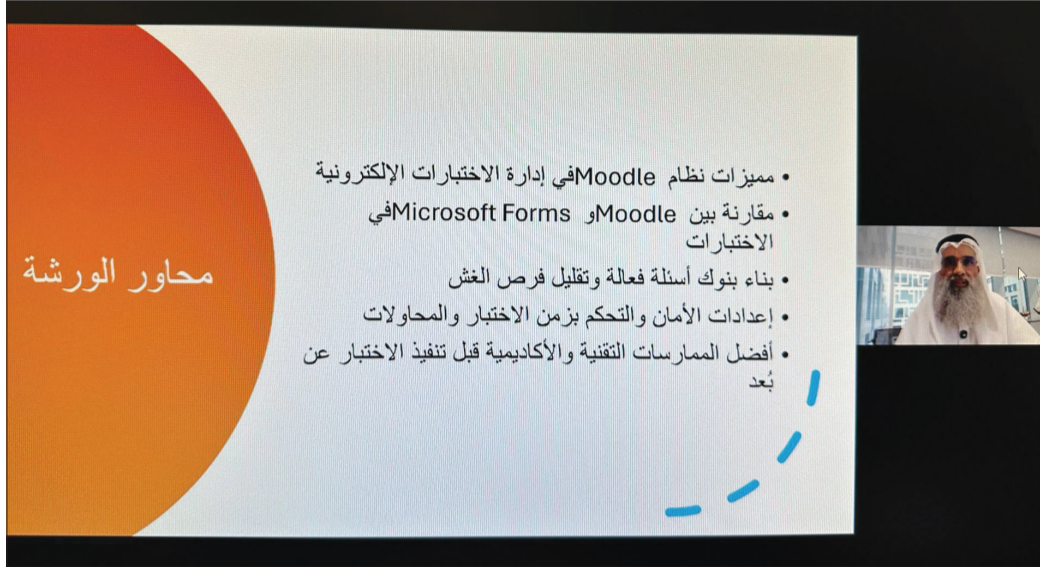 محاور الورشة
• مميزات نظام Moodle في إدارة الاختبارات الإلكترونية
• مقارنة بين Moodle و Microsoft Forms في
الاختبارات
• بناء بنوك أسئلة فعالة وتقليل فرص الغش
• إعدادات الأمان والتحكم بزمن الاختبار والمحاولات
• أفضل الممارسات التقنية والأكاديمية قبل تنفيذ الاختبار عن
بُعد